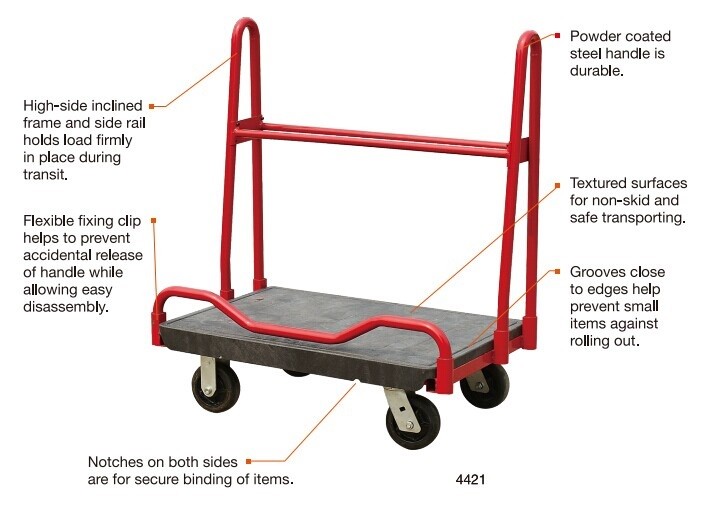 High-side inclined
frame and side rail
holds load firmly
in place during
transit.
Flexible fixing clip
helps to prevent
accidental release
of handle while
allowing easy
disassembly.
Powder coated
steel handle is
durable.
Textured surfaces
for non-skid and
safe transporting.
Grooves close
to edges help
prevent small
items against
rolling out.
Notches on both sides
are for secure binding of items.
4421